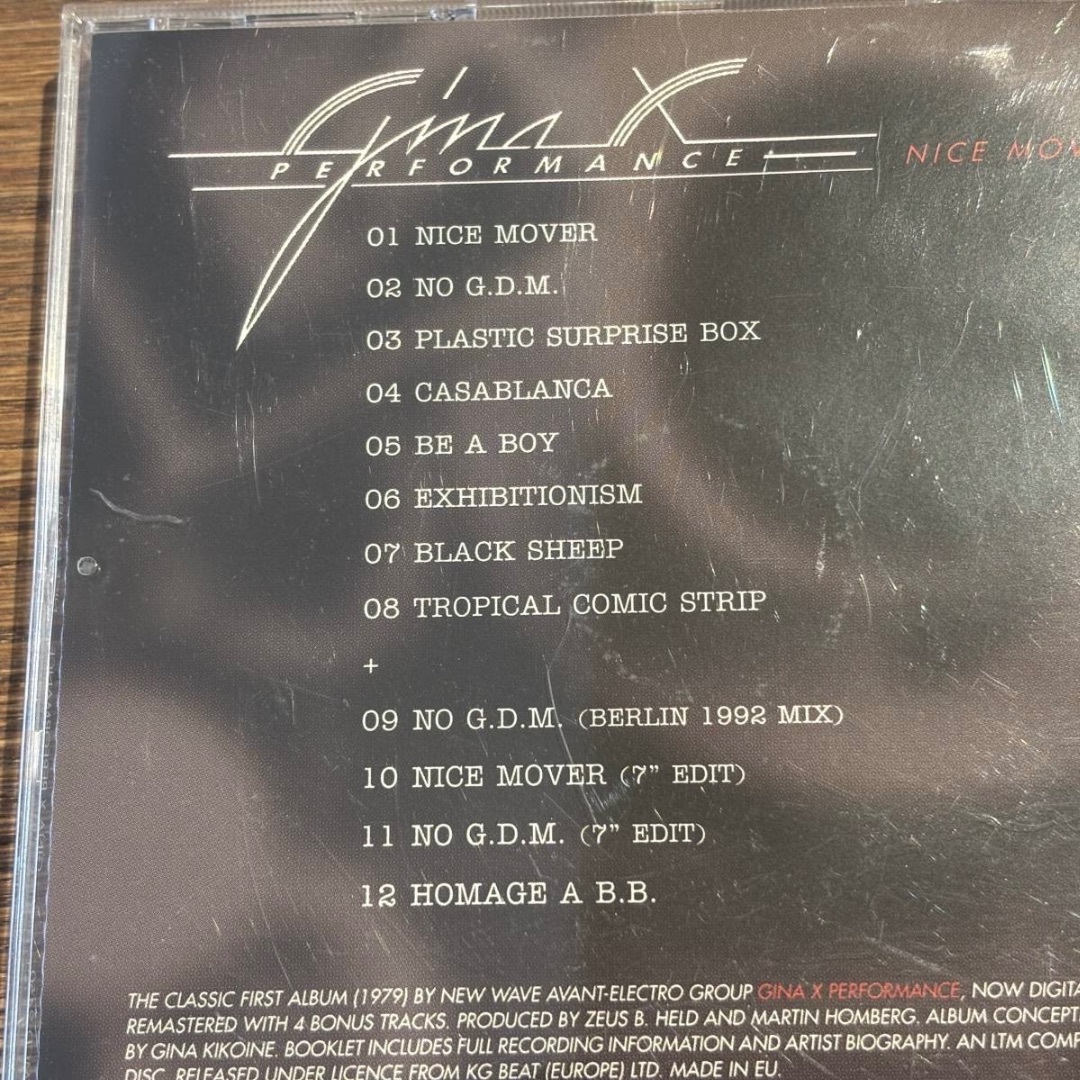 Gina X
PERFORMANCE
NICE
01 NICE MOVER
02 NO G.D.M.
03 PLASTIC SURPRISE BOX
04 CASABLANCA
05 BE A BOY
06 EXHIBITIONISM
07 BLACK SHEEP
08 TROPICAL COMIC STRIP
+
09 NO G.D.M. (BERLIN 1992 MIX)
10 NICE MOVER (7" EDIT)
11 NO G.D.M. (7" EDIT)
12 HOMAGE A B.B.
THE CLASSIC FIRST ALBUM (1979) BY NEW WAVE AVANT-ELECTRO GROUP GINA X PERFORMANCE, NOW
REMASTERED WITH 4 BONUS TRACKS. PRODUCED BY ZEUS B. HELD AND MARTIN HOMBERG. ALBUM
BY GINA KIKOINE. BOOKLET INCLUDES FULL RECORDING INFORMATION AND ARTIST BIOGRAPHY. AN LTM
DISC. RELEASED UNDER LICENCE FROM KG BEAT (EUROPE) LTD. MADE IN EU.